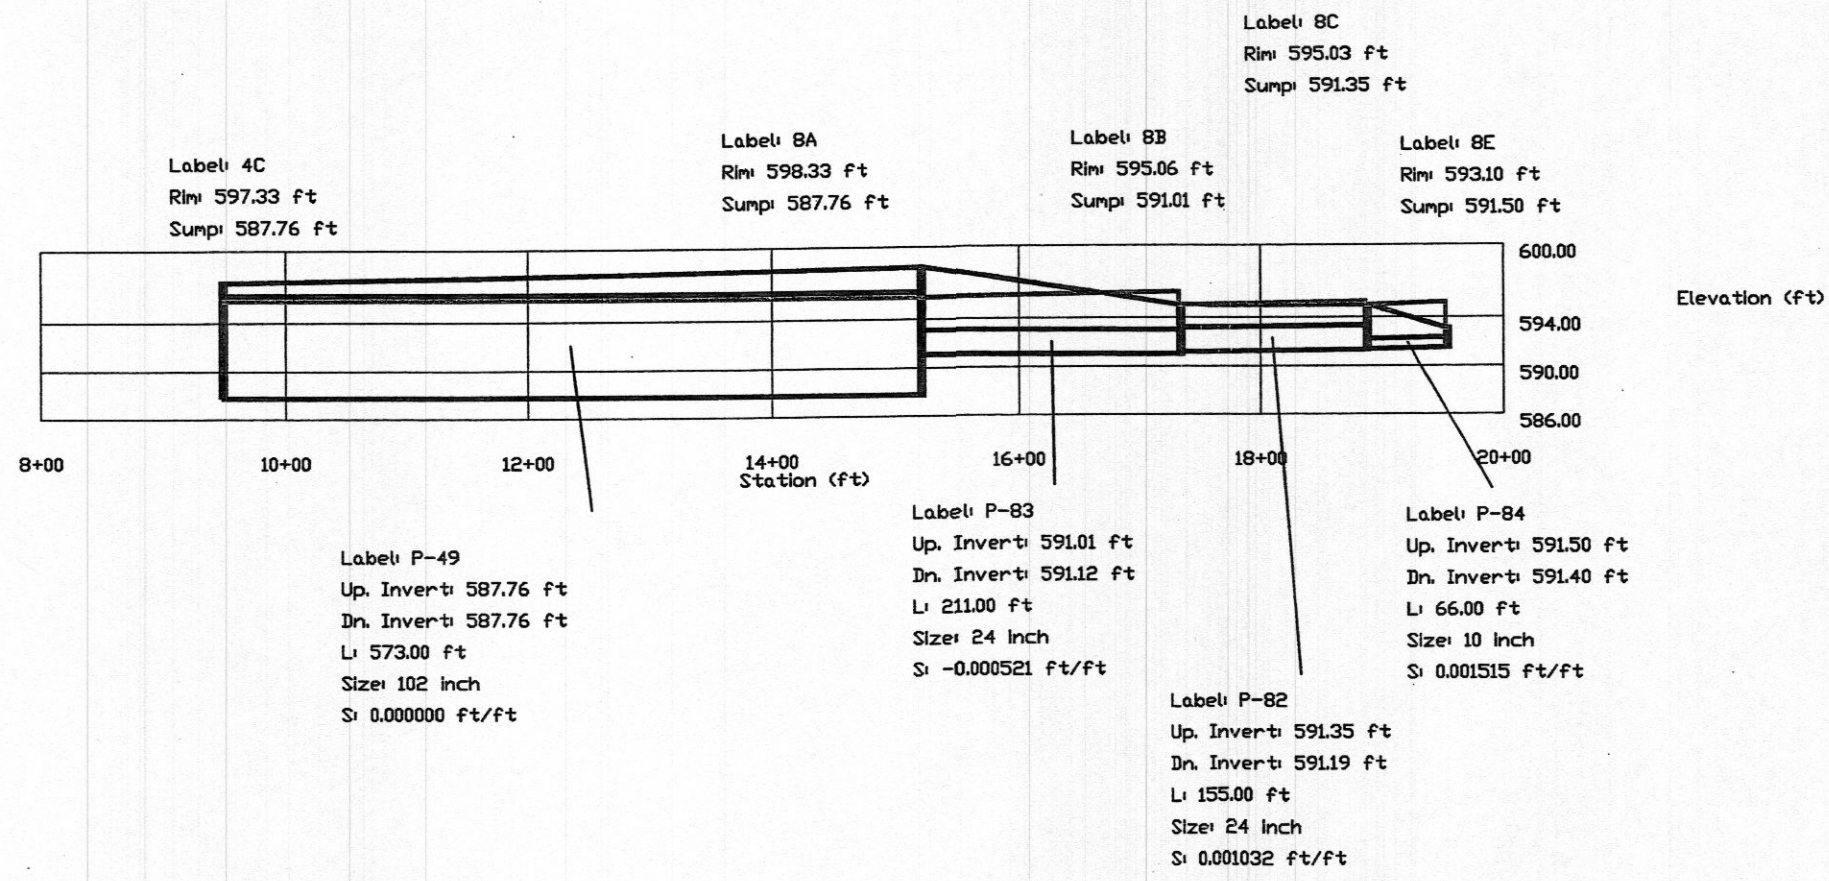 Label: 8C
Rim: 595.03 ft
Sump: 591.35 ft
Label: 4C
Rim: 597.33 ft
Sump: 587.76 ft
Label: 8A
Rim: 598.33 ft
Sump: 587.76 ft
Label: 8B
Rim: 595.06 ft
Sump: 591.01 ft
Label: 8E
Rim: 593.10 ft
Sump: 591.50 ft
600.00
594.00
590.00
586.00
Elevation (ft)
8+00
10+00
12+00
14+00
16+00
18+00
20+00
Station (ft)
Label: P-49
Up. Invert: 587.76 ft
Dn. Invert: 587.76 ft
L: 573.00 ft
Size: 102 inch
S: 0.000000 ft/ft
Label: P-83
Up. Invert: 591.01 ft
Dn. Invert: 591.12 ft
L: 211.00 ft
Size: 24 inch
S: -0.000521 ft/ft
Label: P-82
Up. Invert: 591.35 ft
Dn. Invert: 591.19 ft
L: 155.00 ft
Size: 24 inch
S: 0.001032 ft/ft
Label: P-84
Up. Invert: 591.50 ft
Dn. Invert: 591.40 ft
L: 66.00 ft
Size: 10 inch
S: 0.001515 ft/ft